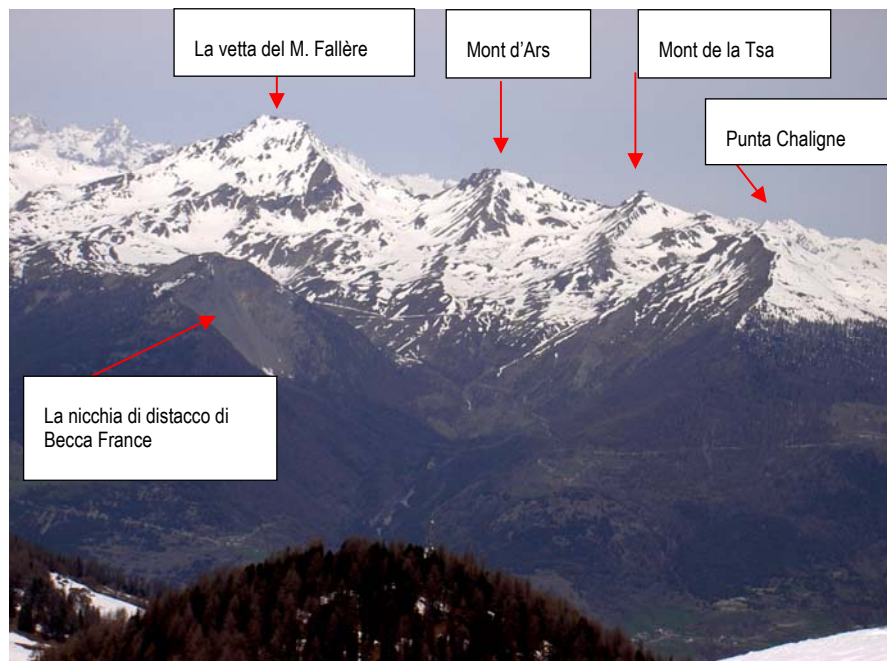 La vetta del M. Fallère
Mont d'Ars
Mont de la Tsa
Punta Chaligne
La nicchia di distacco di
Becca France